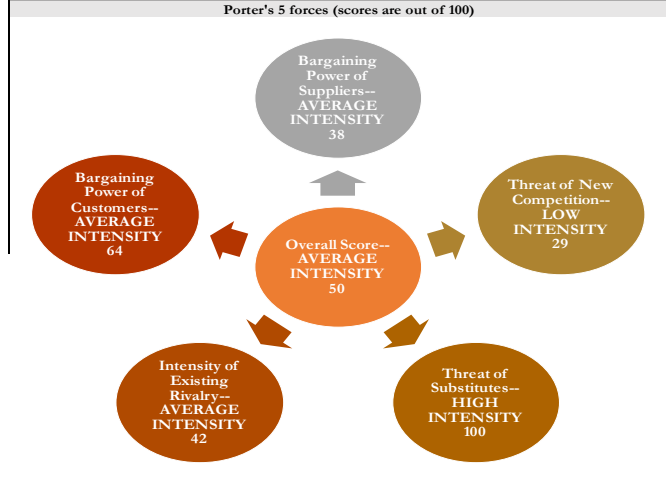 Porter's 5 forces (scores are out of 100)
Bargaining
Power of
Suppliers--
AVERAGE
INTENSITY
38
Bargaining
Power of
Customers--
AVERAGE
INTENSITY
64
Threat of New
Competition--
LOW
INTENSITY
29
Overall Score--
AVERAGE
INTENSITY
50
Intensity of
Existing
Rivalry--
AVERAGE
INTENSITY
42
Threat of
Substitutes--
HIGH
INTENSITY
100